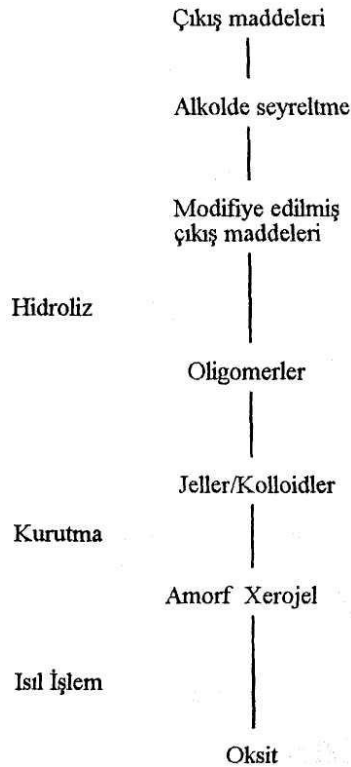 Çıkış maddeleri
Alkolde seyreltme
Modifiye edilmiş
çıkış maddeleri
Hidroliz
Oligomerler
Jeller/Kolloidler
Kurutma
Amorf Xerojel
Isıl İşlem
Oksit